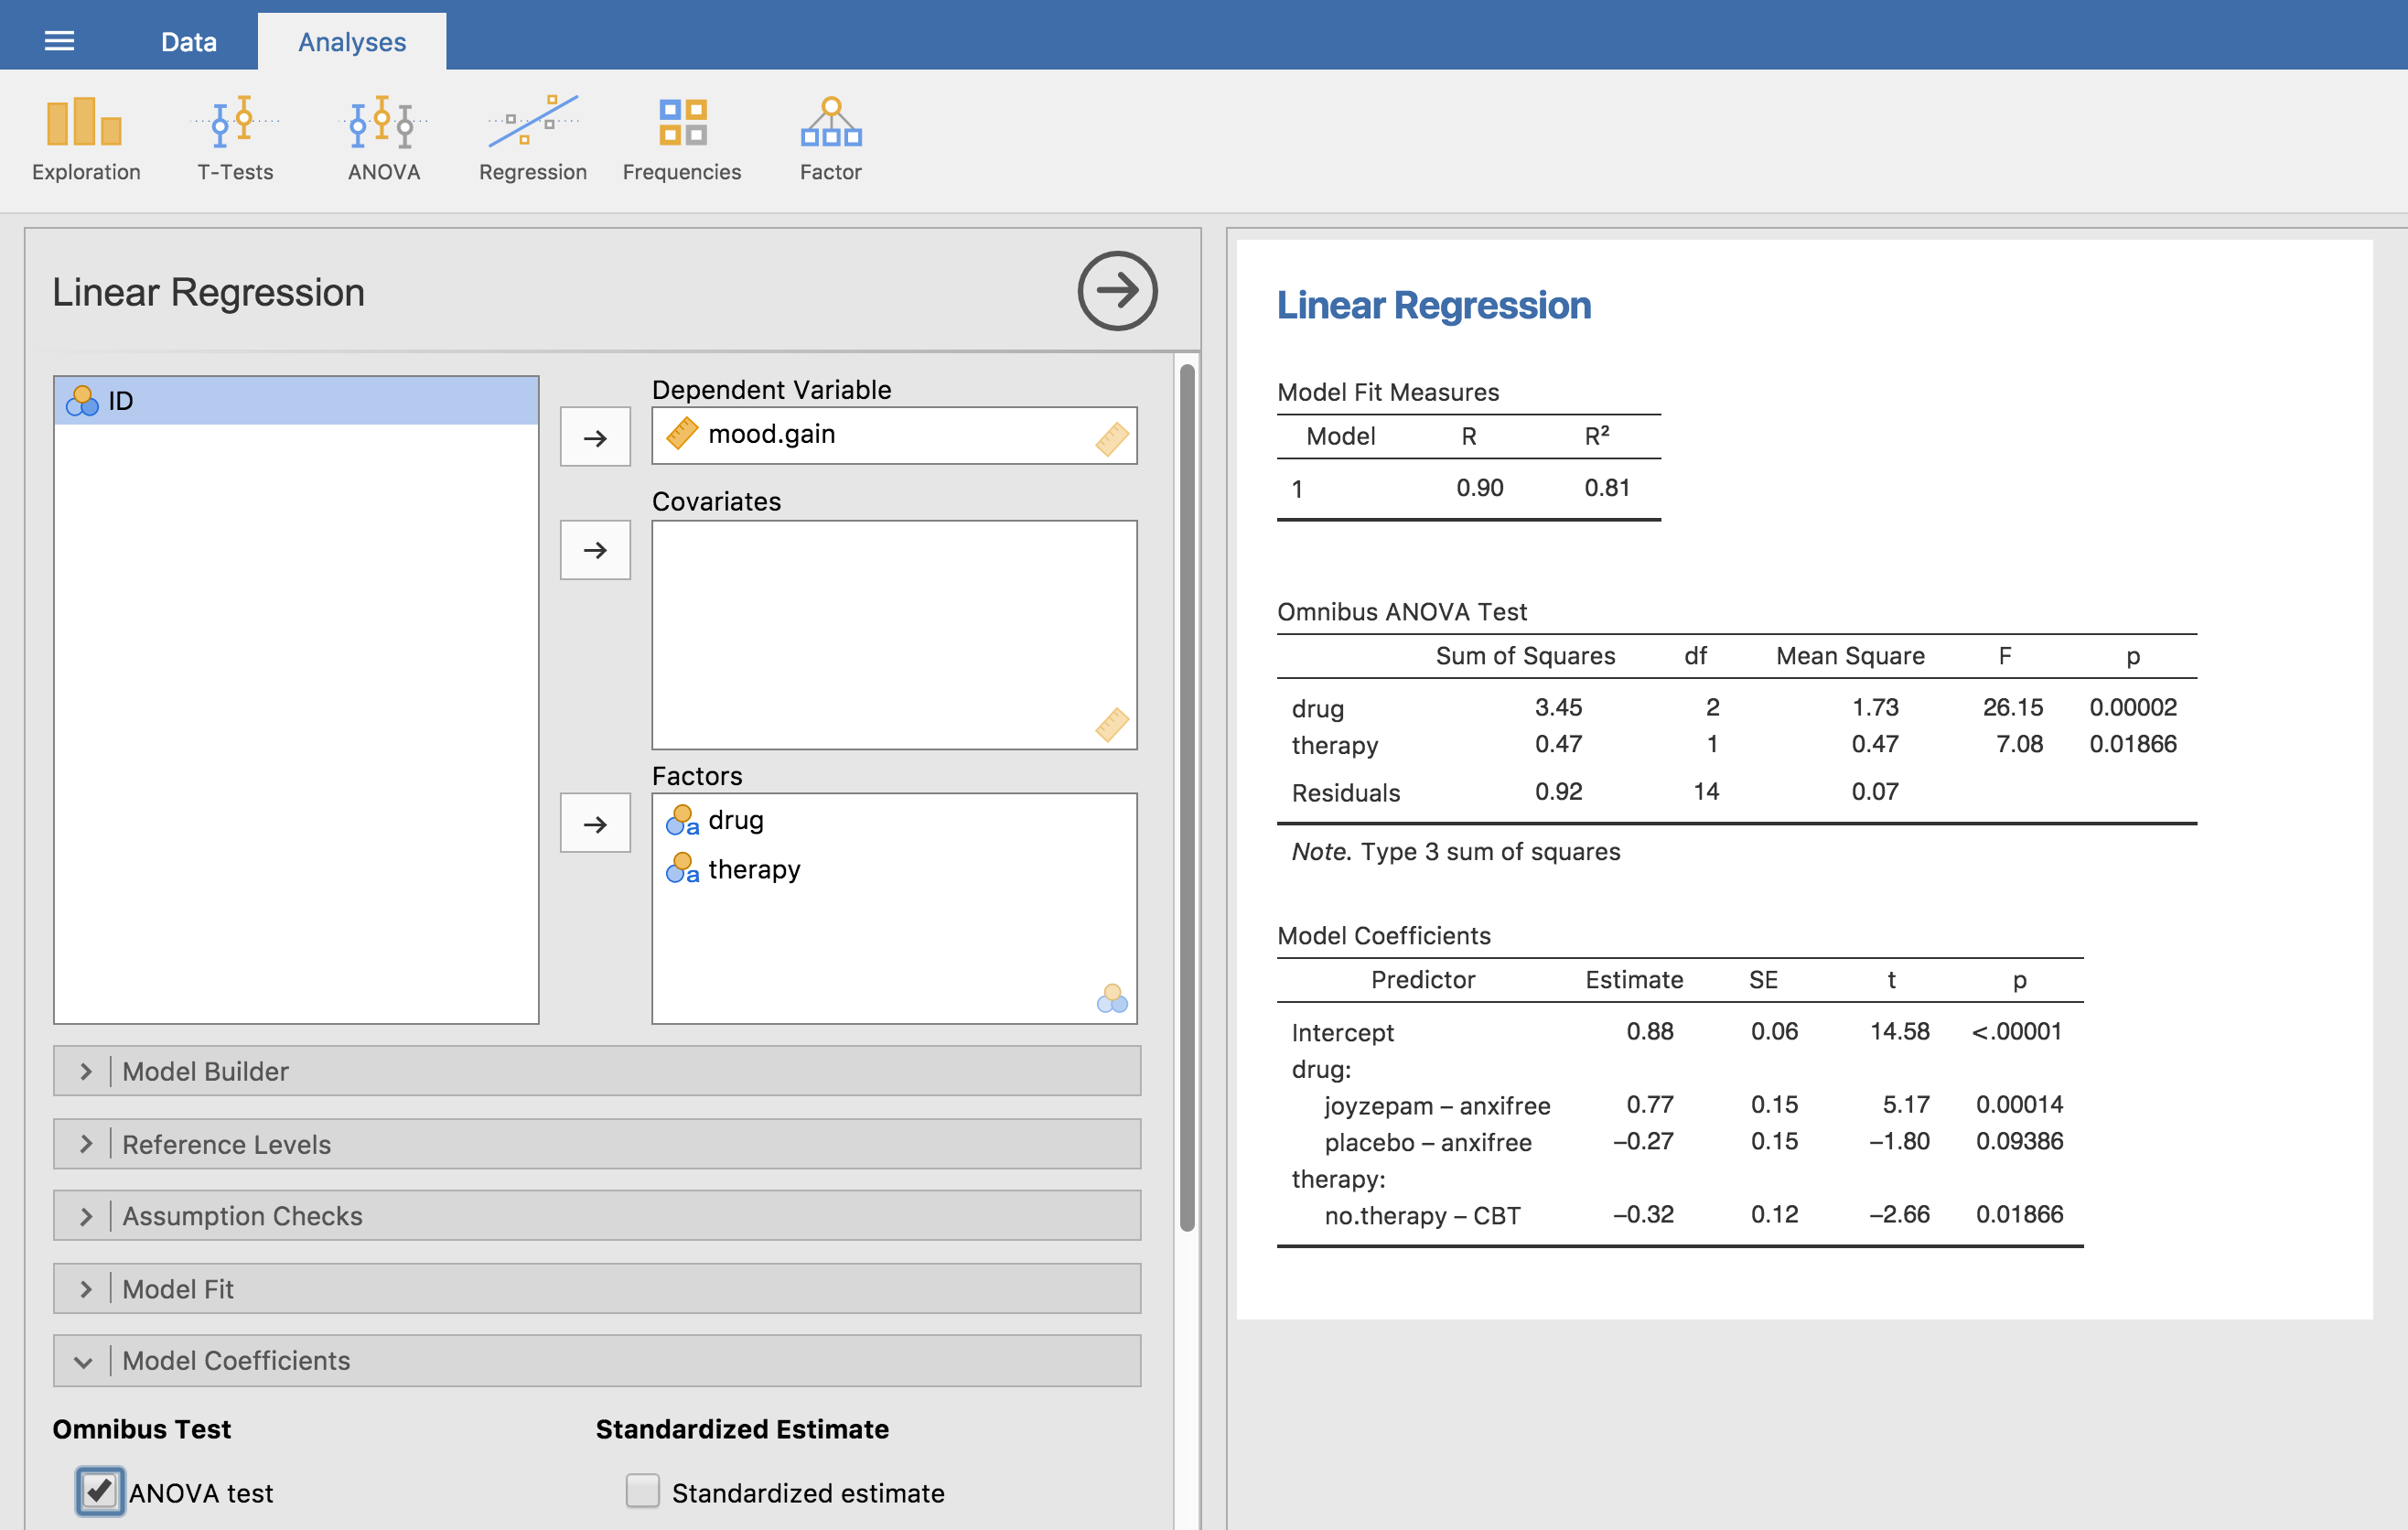 Data Analyses
Exploration T-Tests ANOVA Regression Frequencies Factor
Linear Regression
ID
Dependent Variable
mood.gain
Covariates
Factors
a drug
a therapy
Model Builder
Reference Levels
Assumption Checks
Model Fit
Model Coefficients
Omnibus Test Standardized Estimate
ANOVA test Standardized estimate
Linear Regression
Model Fit Measures
Model R R²
1 0.90 0.81
Omnibus ANOVA Test
Sum of Squares df Mean Square F p
drug 3.45 2 1.73 26.15 0.00002
therapy 0.47 1 0.47 7.08 0.01866
Residuals 0.92 14 0.07
Note. Type 3 sum of squares
Model Coefficients
Predictor Estimate SE t p
Intercept 0.88 0.06 14.58 <.00001
drug:
joyzepam – anxifree 0.77 0.15 5.17 0.00014
placebo – anxifree −0.27 0.15 −1.80 0.09386
therapy:
no.therapy – CBT −0.32 0.12 −2.66 0.01866